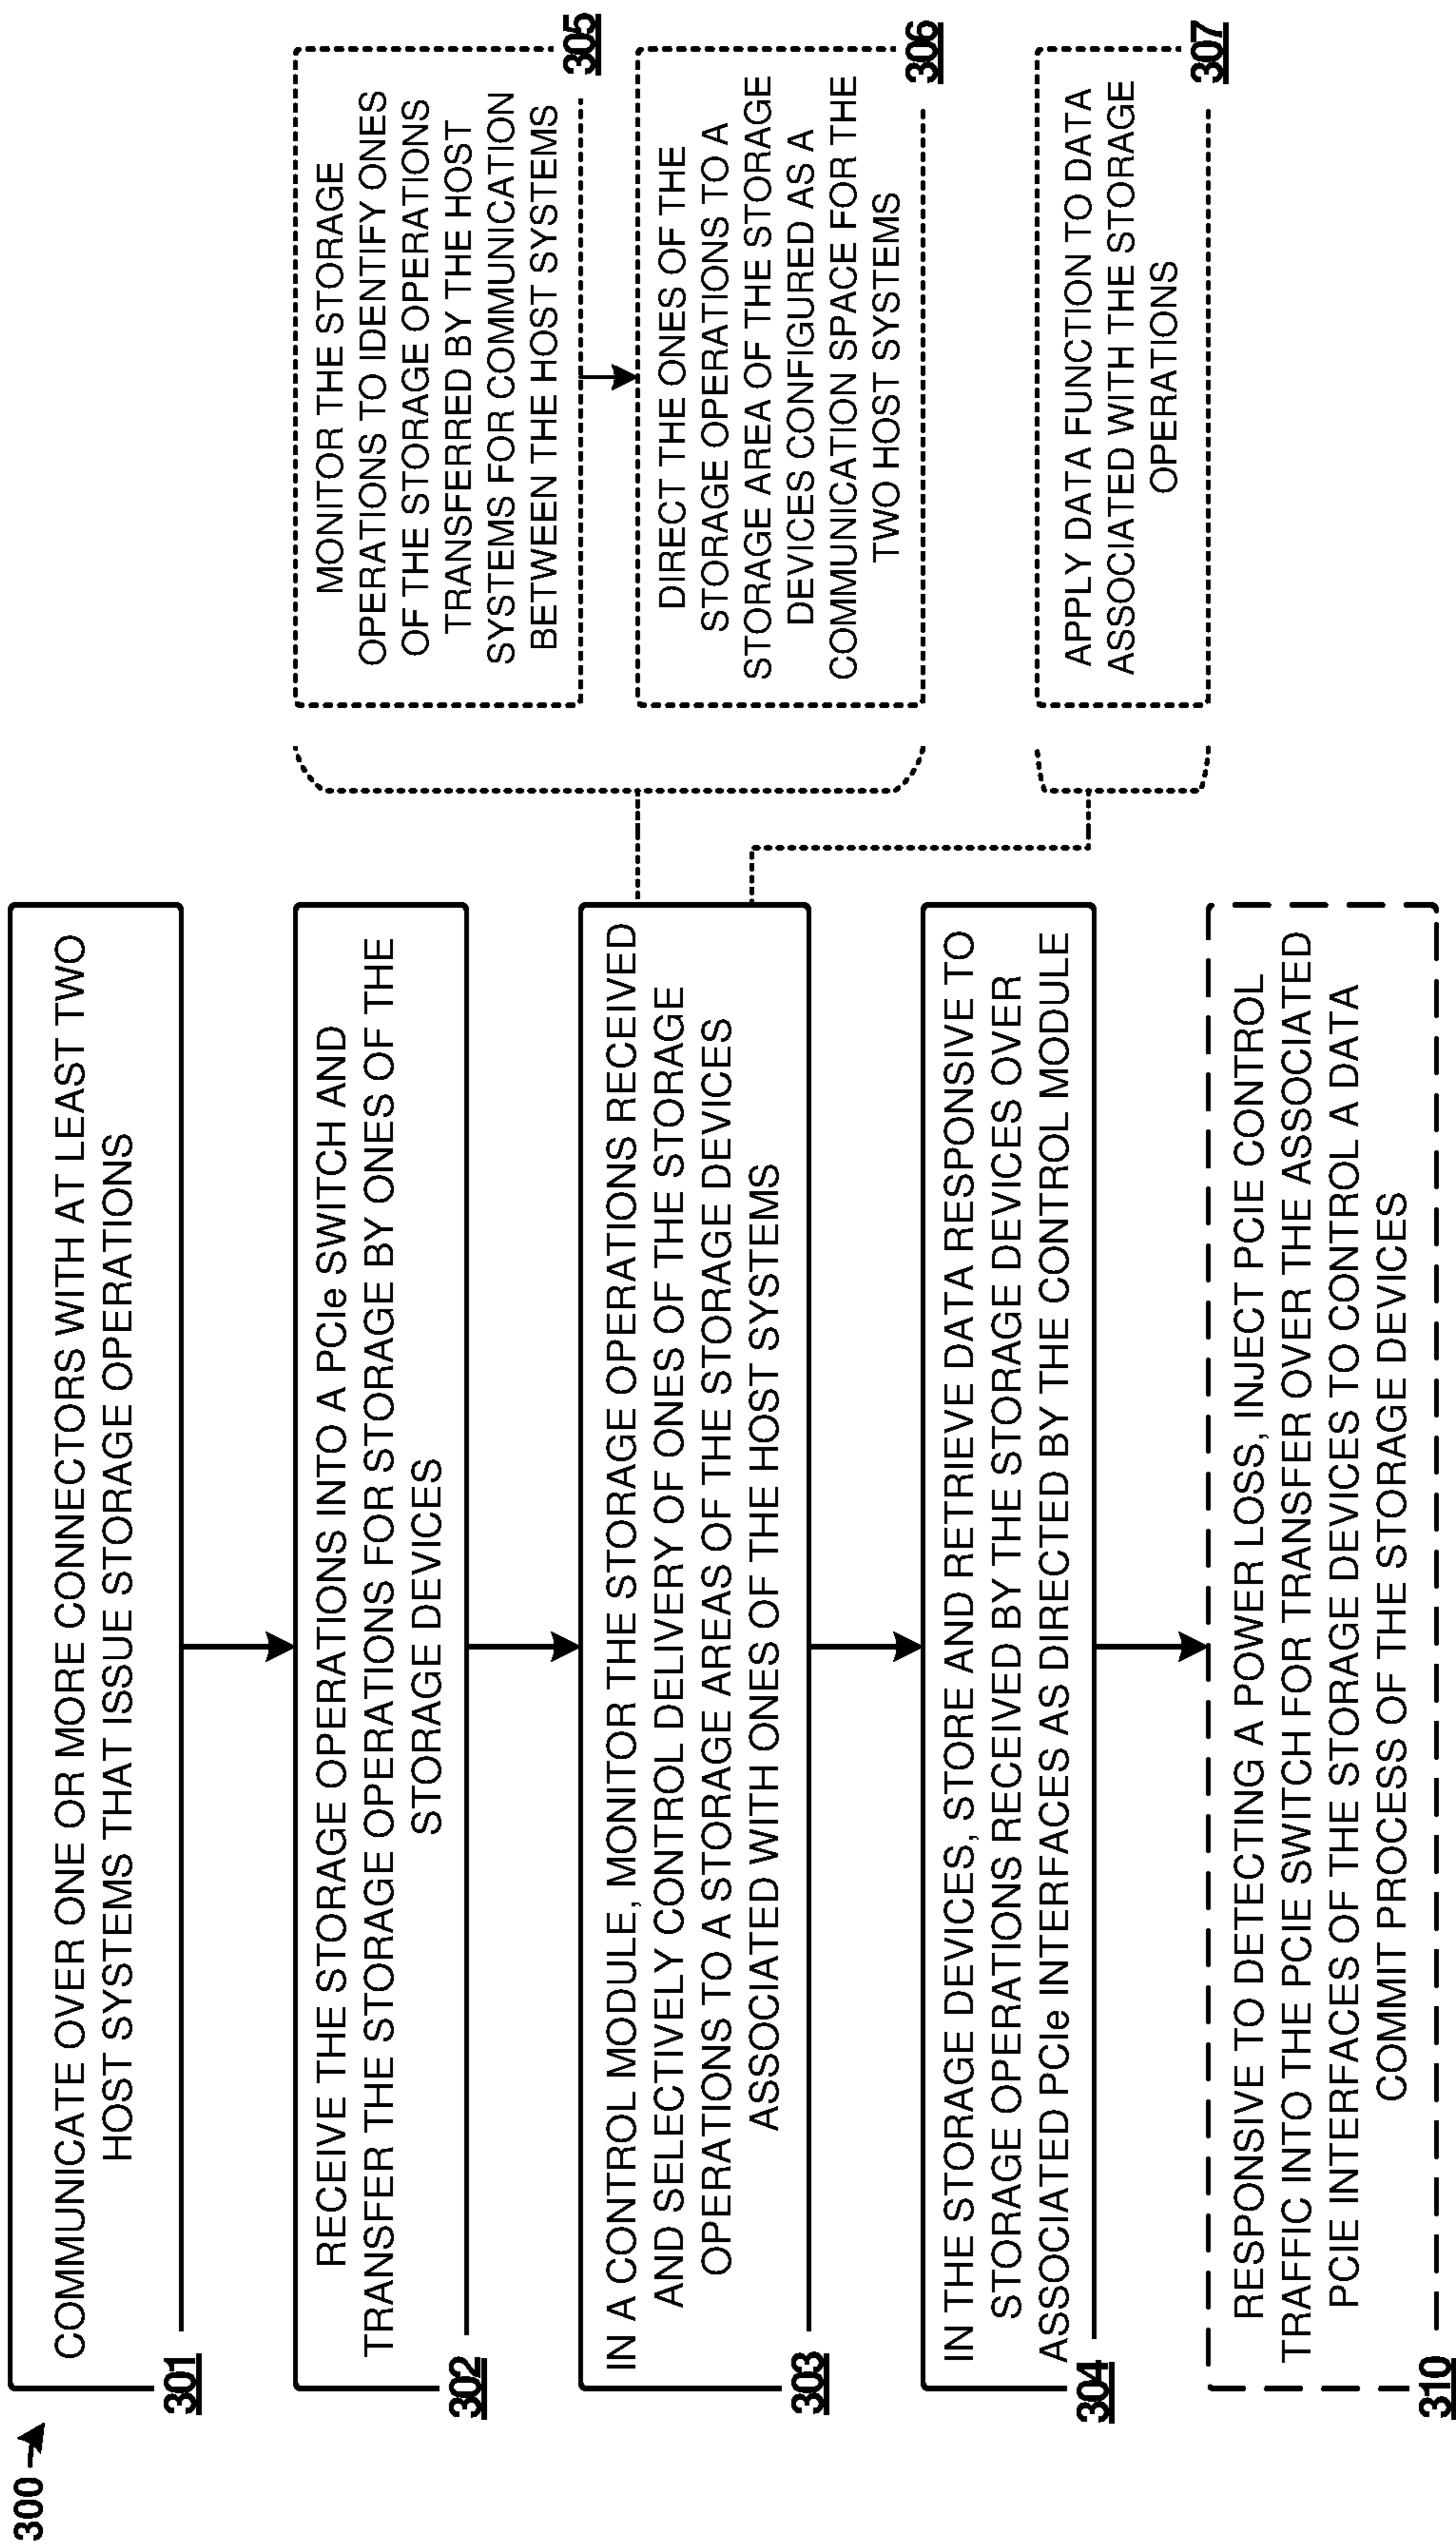 300
COMMUNICATE OVER ONE OR MORE CONNECTORS WITH AT LEAST TWO
HOST SYSTEMS THAT ISSUE STORAGE OPERATIONS
301
RECEIVE THE STORAGE OPERATIONS INTO A PCIe SWITCH AND
TRANSFER THE STORAGE OPERATIONS FOR STORAGE BY ONES OF THE
STORAGE DEVICES
302
IN A CONTROL MODULE, MONITOR THE STORAGE OPERATIONS RECEIVED
AND SELECTIVELY CONTROL DELIVERY OF ONES OF THE STORAGE
OPERATIONS TO A STORAGE AREAS OF THE STORAGE DEVICES
ASSOCIATED WITH ONES OF THE HOST SYSTEMS
303
IN THE STORAGE DEVICES, STORE AND RETRIEVE DATA RESPONSIVE TO
STORAGE OPERATIONS RECEIVED BY THE STORAGE DEVICES OVER
ASSOCIATED PCIe INTERFACES AS DIRECTED BY THE CONTROL MODULE
304
RESPONSIVE TO DETECTING A POWER LOSS, INJECT PCIE CONTROL
TRAFFIC INTO THE PCIE SWITCH FOR TRANSFER OVER THE ASSOCIATED
PCIE INTERFACES OF THE STORAGE DEVICES TO CONTROL A DATA
COMMIT PROCESS OF THE STORAGE DEVICES
310
MONITOR THE STORAGE
OPERATIONS TO IDENTIFY ONES
OF THE STORAGE OPERATIONS
TRANSFERRED BY THE HOST
SYSTEMS FOR COMMUNICATION
BETWEEN THE HOST SYSTEMS
305
DIRECT THE ONES OF THE
STORAGE OPERATIONS TO A
STORAGE AREA OF THE STORAGE
DEVICES CONFIGURED AS A
COMMUNICATION SPACE FOR THE
TWO HOST SYSTEMS
306
APPLY DATA FUNCTION TO DATA
ASSOCIATED WITH THE STORAGE
OPERATIONS
307